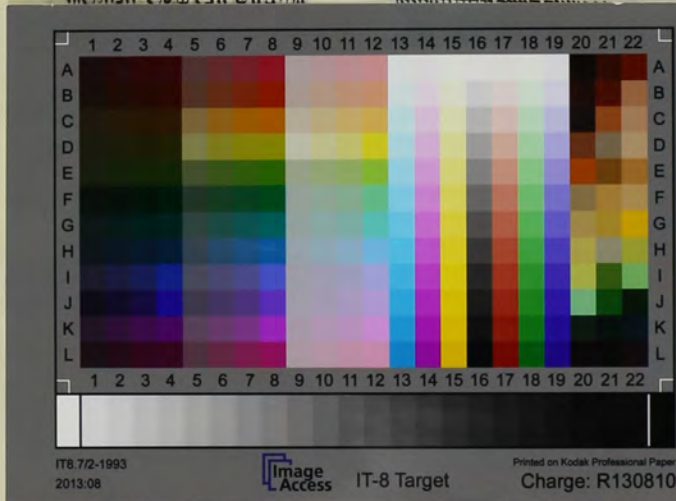 1 2 3 4 5 6 7 8 9 10 11 12 13 14 15 16 17 18 19 20 21 22
A A
B B
C C
D D
E E
F F
G G
H H
I I
J J
K K
L L
1 2 3 4 5 6 7 8 9 10 11 12 13 14 15 16 17 18 19 20 21 22
IT8.7/2-1993
2013:08
Image
Access
IT-8 Target
Printed on Kodak Professional Paper
Charge: R130810